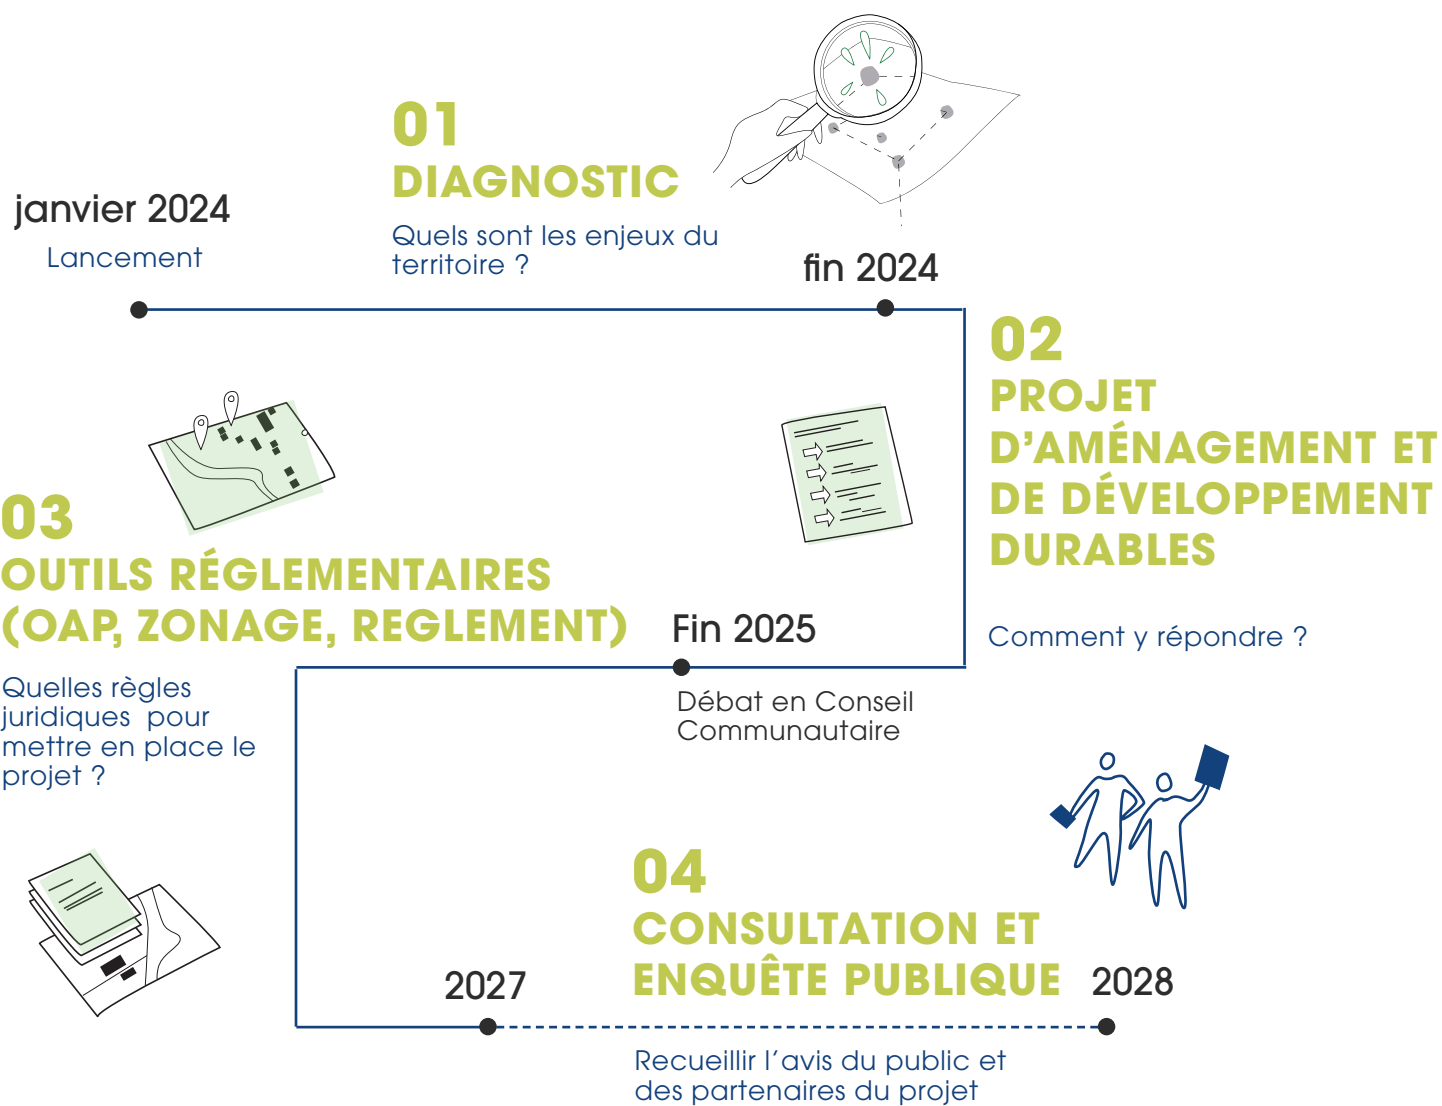 janvier 2024
Lancement
01
DIAGNOSTIC
Quels sont les enjeux du
territoire ?
fin 2024
02
PROJET
D’AMÉNAGEMENT ET
DE DÉVELOPPEMENT
DURABLES
Comment y répondre ?
Fin 2025
Débat en Conseil
Communautaire
03
OUTILS RÉGLEMENTAIRES
(OAP, ZONAGE, REGLEMENT)
Quelles règles
juridiques  pour
mettre en place le
projet ?
2027
04
CONSULTATION ET
ENQUÊTE PUBLIQUE
2028
Recueillir l’avis du public et
des partenaires du projet